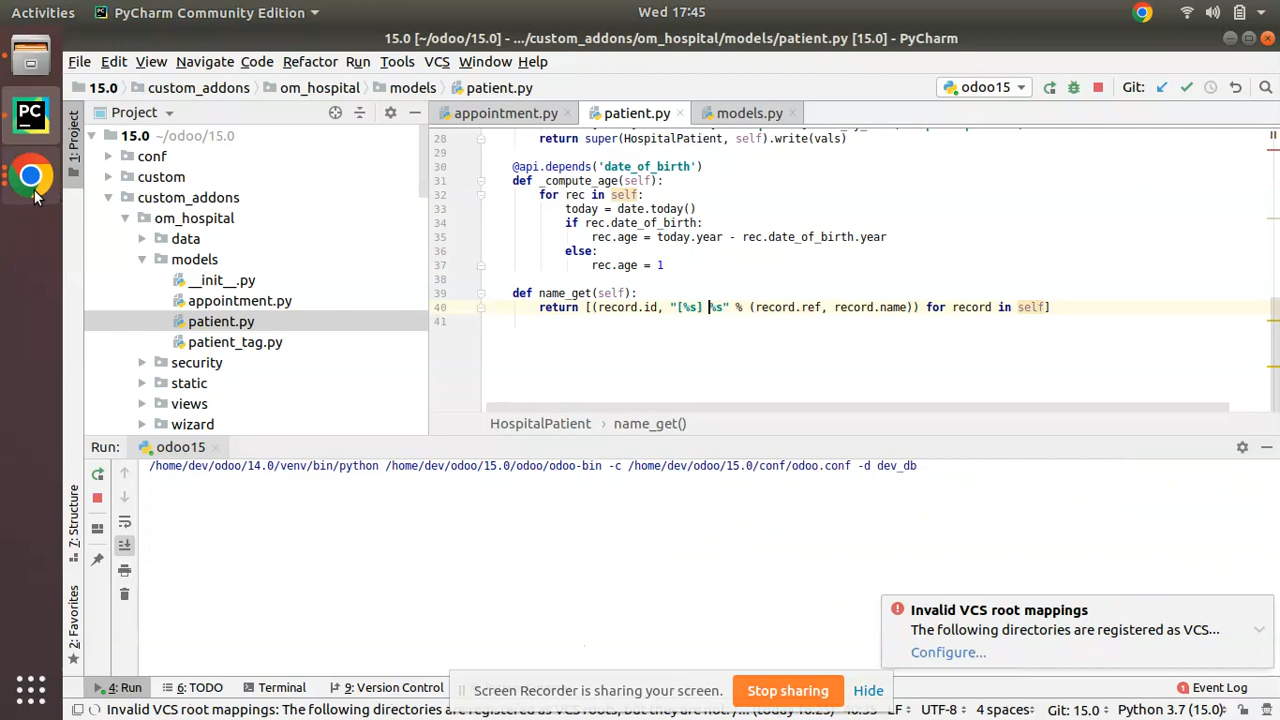 Activities PyCharm Community Edition Wed 17:45
15.0 [~/odoo/15.0] - .../custom_addons/om_hospital/models/patient.py [15.0] - PyCharm
File Edit View Navigate Code Refactor Run Tools VCS Window Help
15.0 custom_addons om_hospital models patient.py odoo15 Git:
Project appointment.py patient.py models.py
1: Project
15.0 ~/odoo/15.0
conf
custom
custom_addons
om_hospital
data
models
__init__.py
appointment.py
patient.py
patient_tag.py
security
static
views
wizard
28 return super(HospitalPatient, self).write(vals)
29
30 @api.depends('date_of_birth')
31 def _compute_age(self):
32 for rec in self:
33 today = date.today()
34 if rec.date_of_birth:
35 rec.age = today.year - rec.date_of_birth.year
36 else:
37 rec.age = 1
38
39 def name_get(self):
40 return [(record.id, "[%s] %s" % (record.ref, record.name)) for record in self]
41
HospitalPatient › name_get()
Run: odoo15
/home/dev/odoo/14.0/venv/bin/python /home/dev/odoo/15.0/odoo/odoo-bin -c /home/dev/odoo/15.0/conf/odoo.conf -d dev_db
7: Structure
2: Favorites
Invalid VCS root mappings
The following directories are registered as VCS...
Configure...
Screen Recorder is sharing your screen. Stop sharing Hide
4: Run 6: TODO Terminal 9: Version Control 1 Event Log
Invalid VCS root mappings: The following directories are registered as VCS roots, but they are not: UTF-8 4 spaces Git: 15.0 Python 3.7 (odoo15)